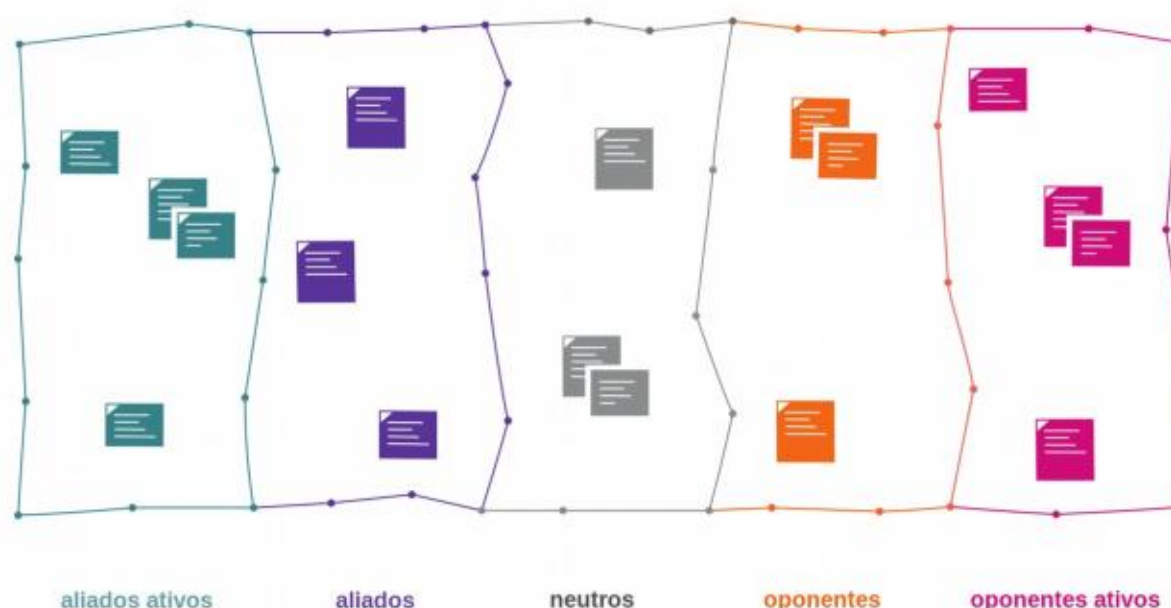 aliados ativos
aliados
neutros
oponentes
oponentes ativos